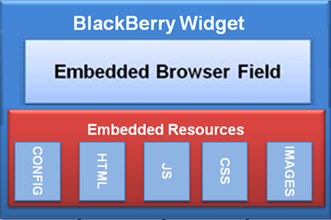 BlackBerry Widget
Embedded Browser Field
Embedded Resources
CONFIG
HTML
JS
CSS
IMAGES